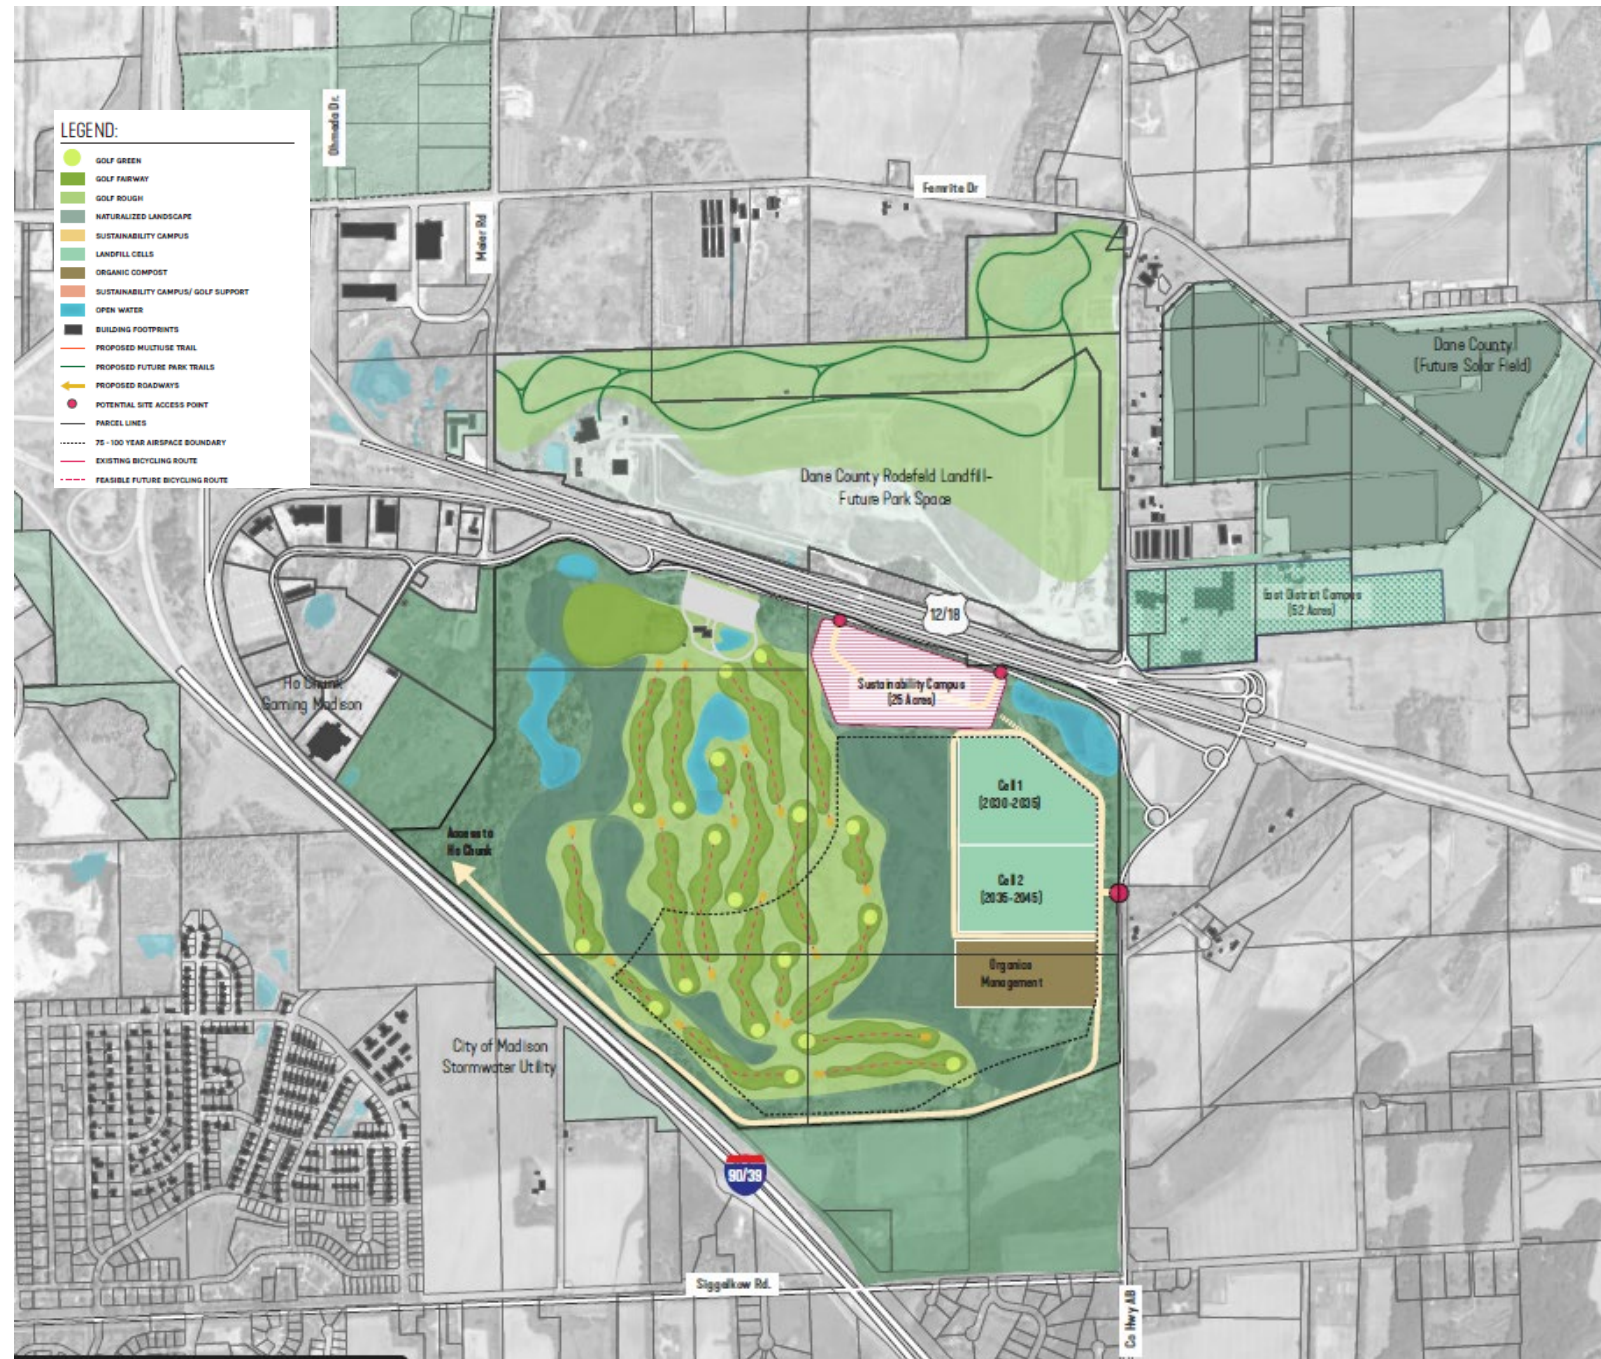 LEGEND:
GOLF GREEN
GOLF FAIRWAY
GOLF ROUGH
NATURALIZED LANDSCAPE
SUSTAINABILITY CAMPUS
LANDFILL CELLS
ORGANIC COMPOST
SUSTAINABILITY CAMPUS/ GOLF SUPPORT
OPEN WATER
BUILDING FOOTPRINTS
PROPOSED MULTIUSE TRAIL
PROPOSED FUTURE PARK TRAILS
PROPOSED ROADWAYS
POTENTIAL SITE ACCESS POINT
PARCEL LINES
75 - 100 YEAR AIRSPACE BOUNDARY
EXISTING BICYCLING ROUTE
FEASIBLE FUTURE BICYCLING ROUTE
Ohmeda Dr.
Meier Rd
Femrite Dr
Dane County
(Future Solar Field)
Dane County Rodefeld Landfill-
Future Park Space
East District Campus
(52 Acres)
12/18
Sustainability Campus
(25 Acres)
Ho Chunk
Gaming Madison
Cell 1
(2030-2035)
Access to
Ho Chunk
Cell 2
(2035-2045)
Organics
Management
City of Madison
Stormwater Utility
90/39
Siggelkow Rd.
Co Hwy AB